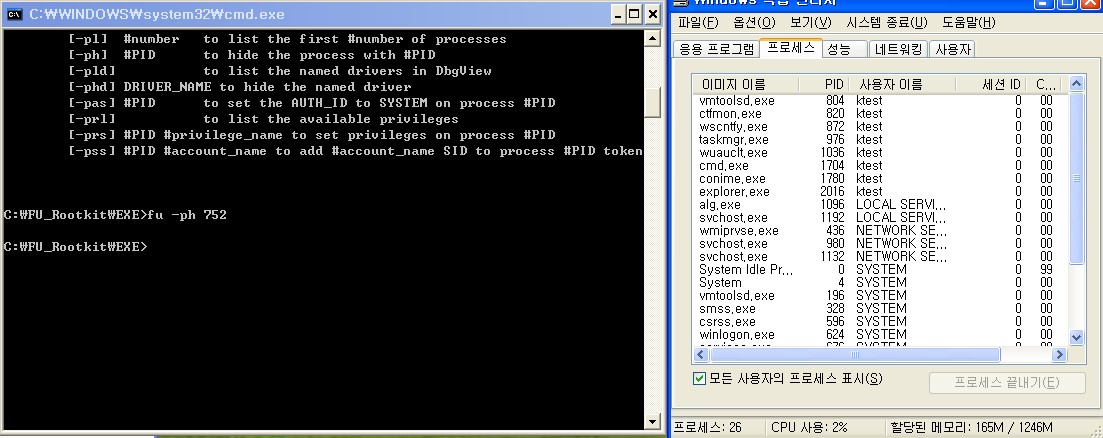 C:₩WINDOWS₩system32₩cmd.exe
[-pl] #number to list the first #number of processes
[-ph] #PID to hide the process with #PID
[-pld] to list the named drivers in DbgView
[-phd] DRIVER_NAME to hide the named driver
[-pas] #PID to set the AUTH_ID to SYSTEM on process #PID
[-prl] to list the available privileges
[-prs] #PID #privilege_name to set privileges on process #PID
[-pss] #PID #account_name to add #account_name SID to process #PID token
C:₩FU_Rootkit₩EXE>fu -ph 752
C:₩FU_Rootkit₩EXE>
Windows 작업 관리자
파일(F) 옵션(O) 보기(V) 시스템 종료(U) 도움말(H)
응용 프로그램 프로세스 성능 네트워킹 사용자
이미지 이름 PID 사용자 이름 세션 ID C...
vmtoolsd.exe 804 ktest 0 00
ctfmon.exe 820 ktest 0 00
wscntfy.exe 872 ktest 0 00
taskmgr.exe 976 ktest 0 00
wuauclt.exe 1036 ktest 0 00
cmd.exe 1704 ktest 0 00
conime.exe 1780 ktest 0 00
explorer.exe 2016 ktest 0 00
alg.exe 1096 LOCAL SERVI... 0 00
svchost.exe 1192 LOCAL SERVI... 0 00
wmiprvse.exe 436 NETWORK SE... 0 00
svchost.exe 980 NETWORK SE... 0 00
svchost.exe 1132 NETWORK SE... 0 00
System Idle Pr... 0 SYSTEM 0 99
System 4 SYSTEM 0 00
vmtoolsd.exe 196 SYSTEM 0 00
smss.exe 328 SYSTEM 0 00
csrss.exe 596 SYSTEM 0 00
winlogon.exe 624 SYSTEM 0 00
모든 사용자의 프로세스 표시(S)
프로세스 끝내기(E)
프로세스: 26 CPU 사용: 2% 할당된 메모리: 165M / 1246M